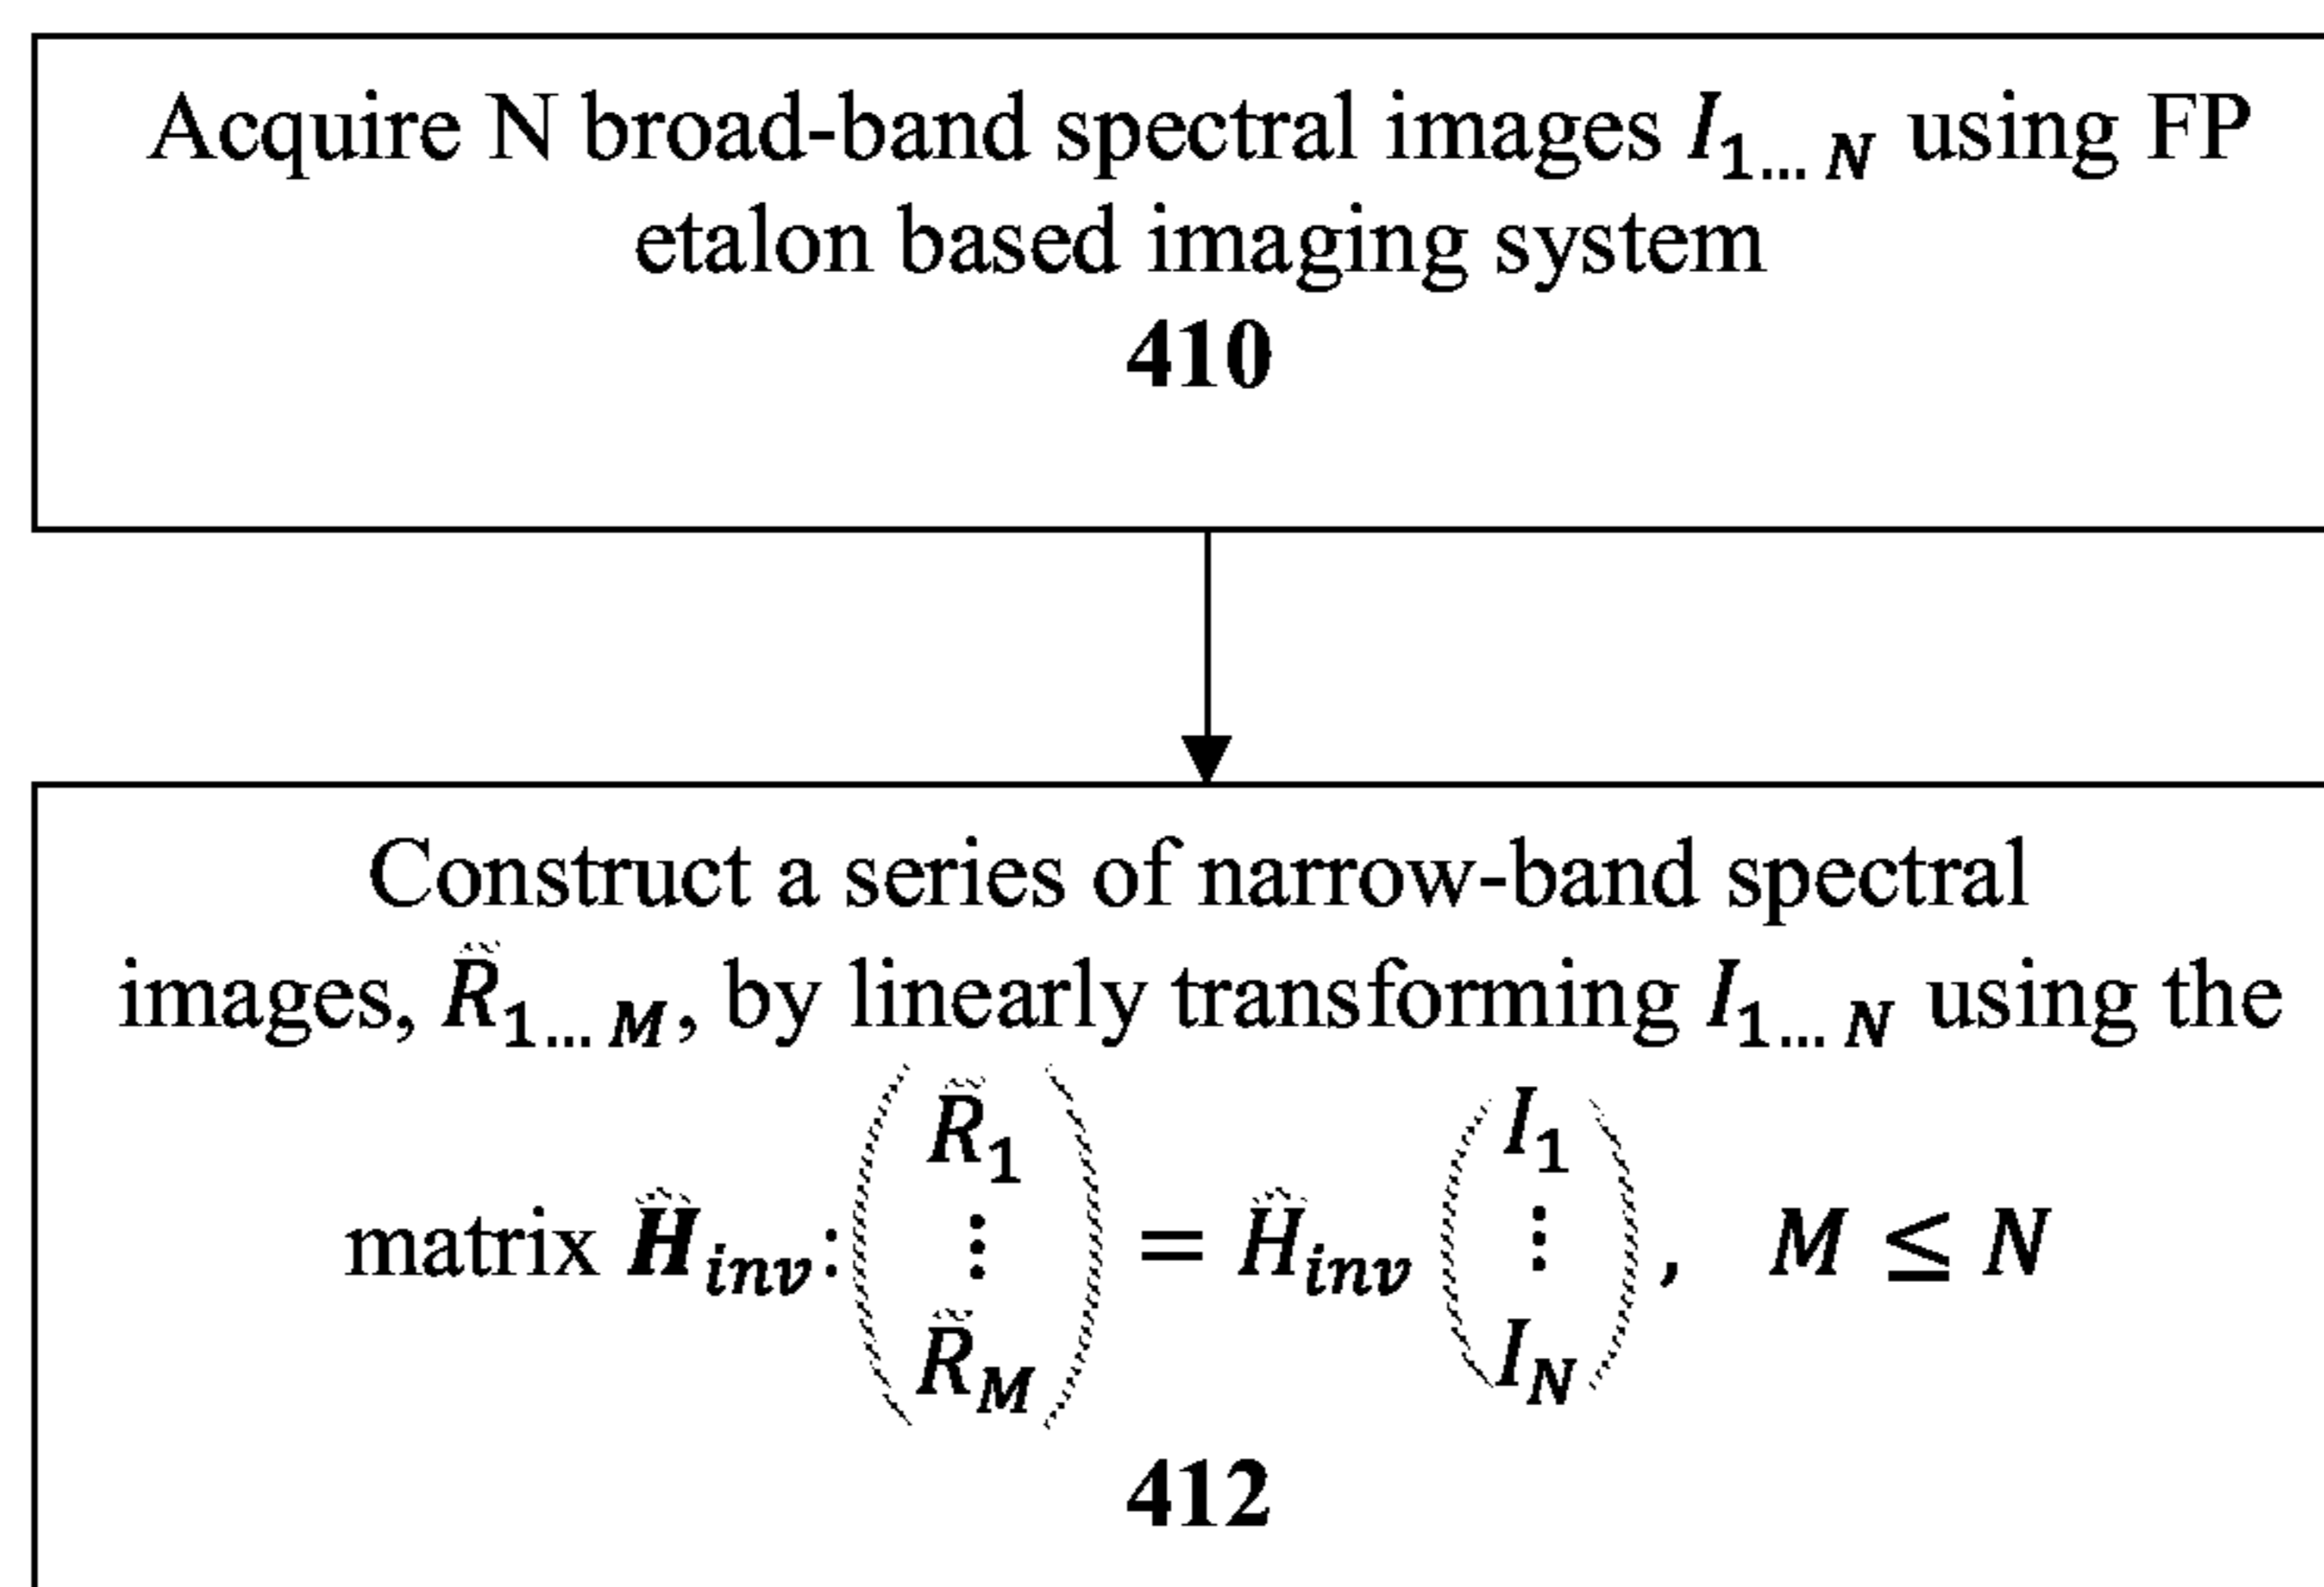 Acquire N broad-band spectral images I₁… N using FP
etalon based imaging system
410
Construct a series of narrow-band spectral
images, R̃₁… M, by linearly transforming I₁… N using the
matrix H̃inv: (R̃₁ ⋮ R̃M) = H̃inv (I₁ ⋮ IN), M ≤ N
412